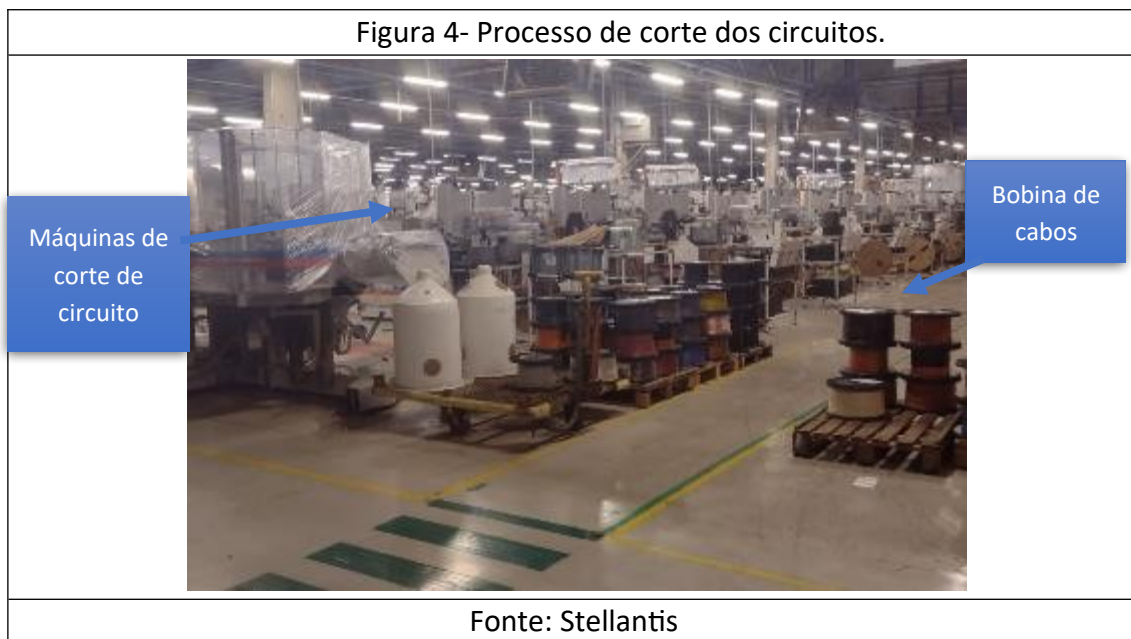 Figura 4- Processo de corte dos circuitos.
Máquinas de
corte de
circuito
Bobina de
cabos
Fonte: Stellantis